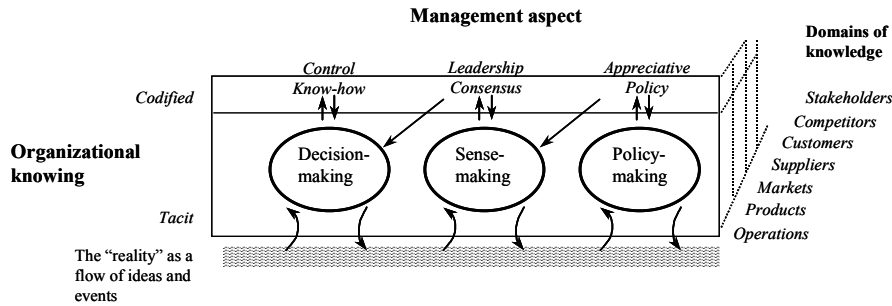 Management aspect
Domains of
knowledge
Control
Know-how
Leadership
Consensus
Appreciative
Policy
Codified
Stakeholders
Competitors
Customers
Suppliers
Markets
Products
Operations
Organizational
knowing
Decision-
making
Sense-
making
Policy-
making
Tacit
The “reality” as a
flow of ideas and
events